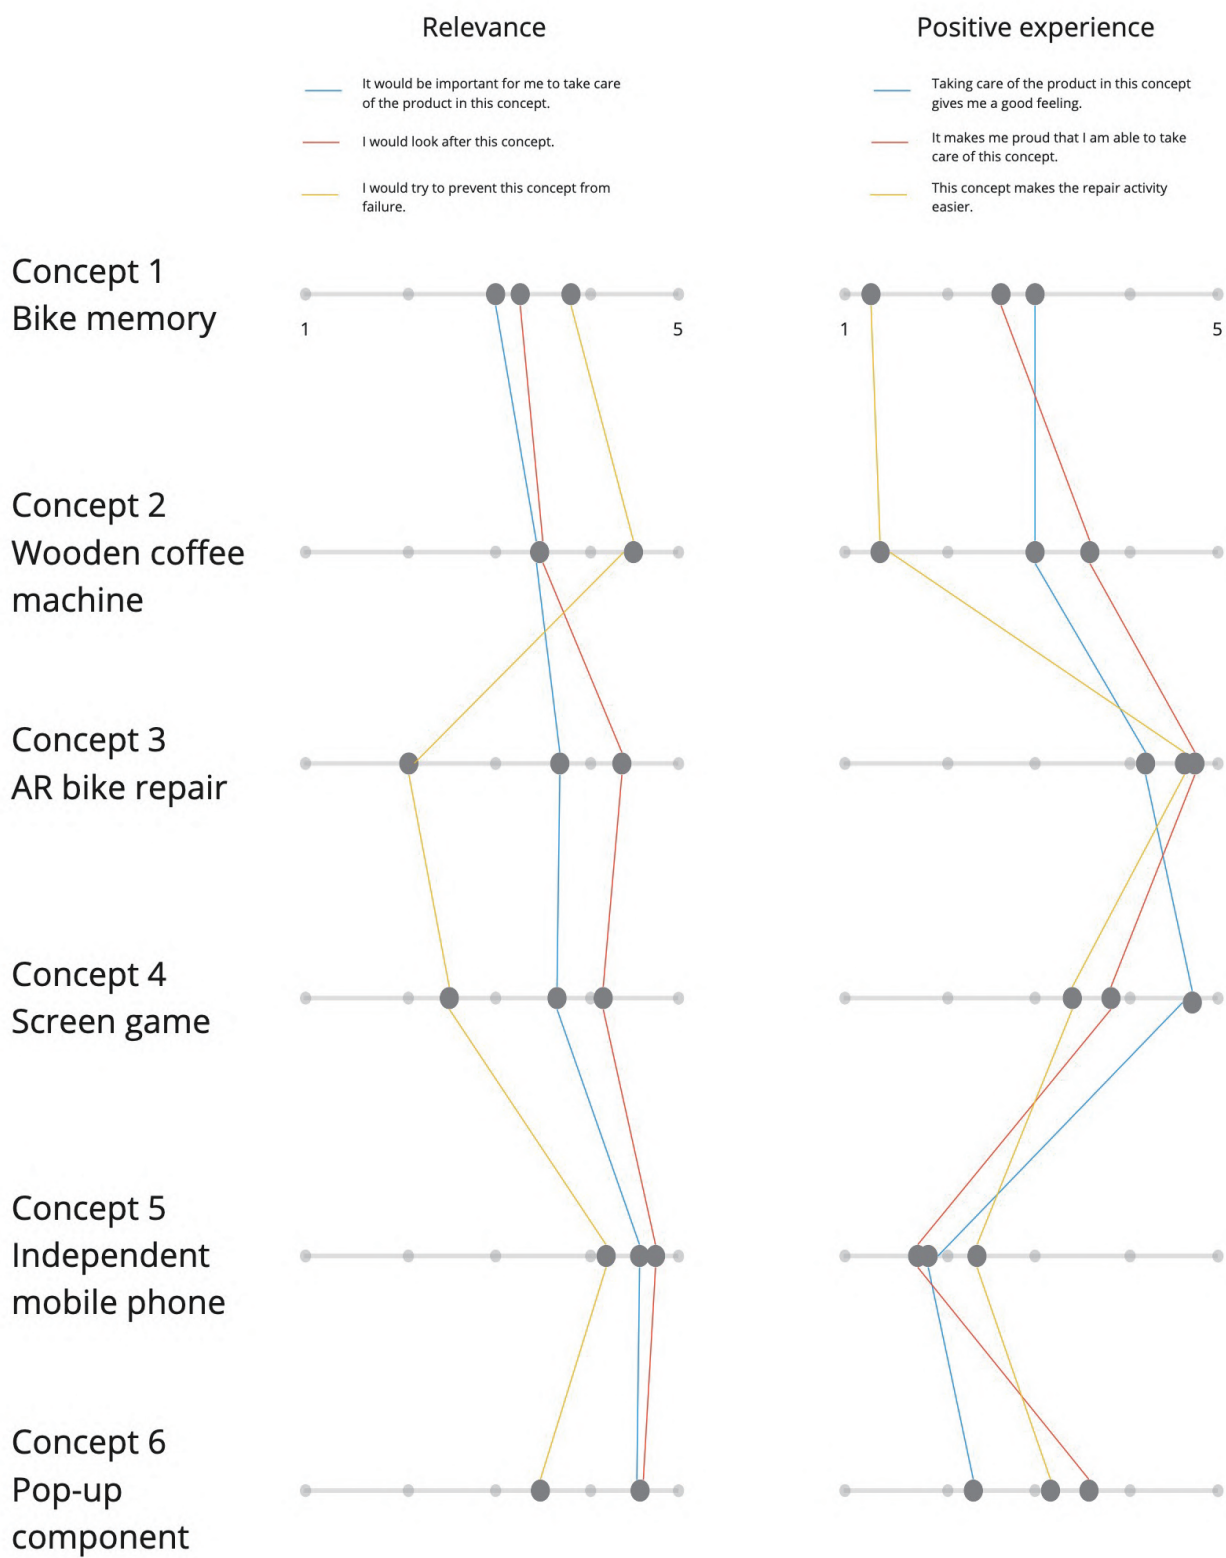 Relevance
Positive experience
It would be important for me to take care
of the product in this concept.
I would look after this concept.
I would try to prevent this concept from
failure.
Taking care of the product in this concept
gives me a good feeling.
It makes me proud that I am able to take
care of this concept.
This concept makes the repair activity
easier.
Concept 1
Bike memory
1
5
1
5
Concept 2
Wooden coffee
machine
Concept 3
AR bike repair
Concept 4
Screen game
Concept 5
Independent
mobile phone
Concept 6
Pop-up
component